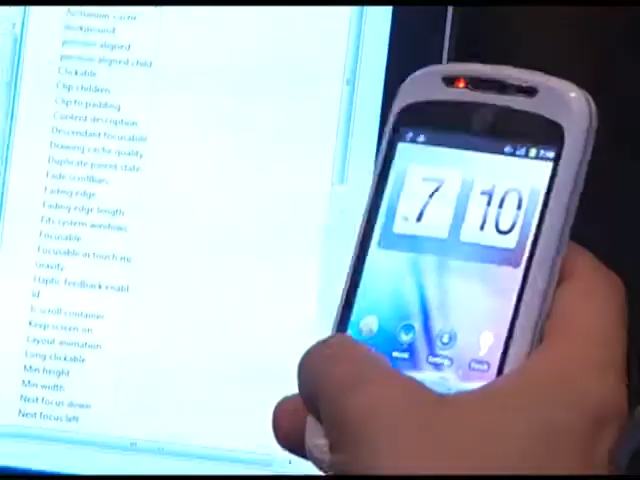 Clickable
Clip children
Clip to padding
Content description
Descendant focusability
Drawing cache quality
Duplicate parent state
Fade scrollbars
Fading edge
Fading edge length
Fits system windows
Focusable
Focusable in touch mo
Gravity
Haptic feedback enabl
Id
Is scroll container
Keep screen on
Layout animation
Long clickable
Min height
Min width
Next focus down
Next focus left
7 10